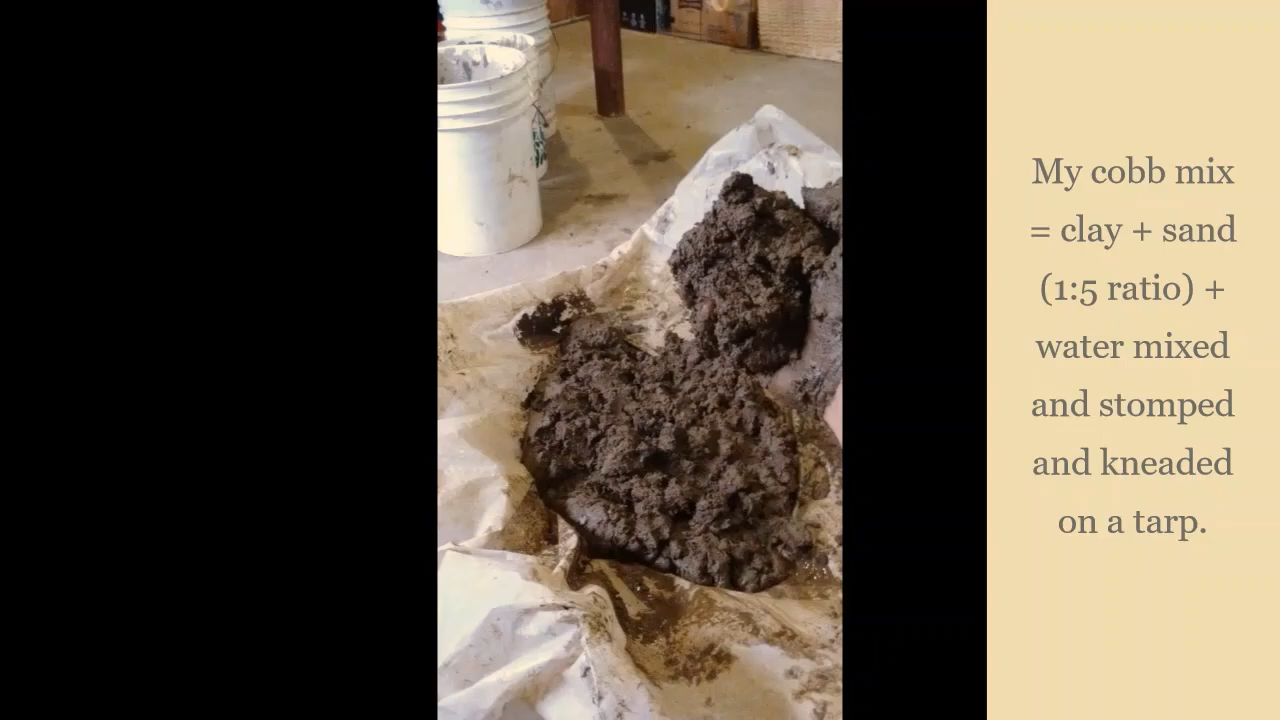 My cobb mix
= clay + sand
(1:5 ratio) +
water mixed
and stomped
and kneaded
on a tarp.